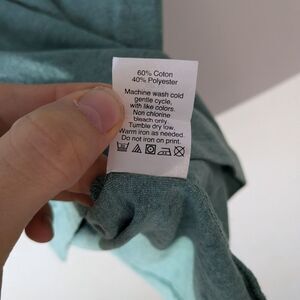 60% Coton
40% Polyester
Machine wash cold
gentle cycle,
with like colors.
Non chlorine
bleach only.
Tumble dry low.
Warm iron as needed.
Do not iron on print.